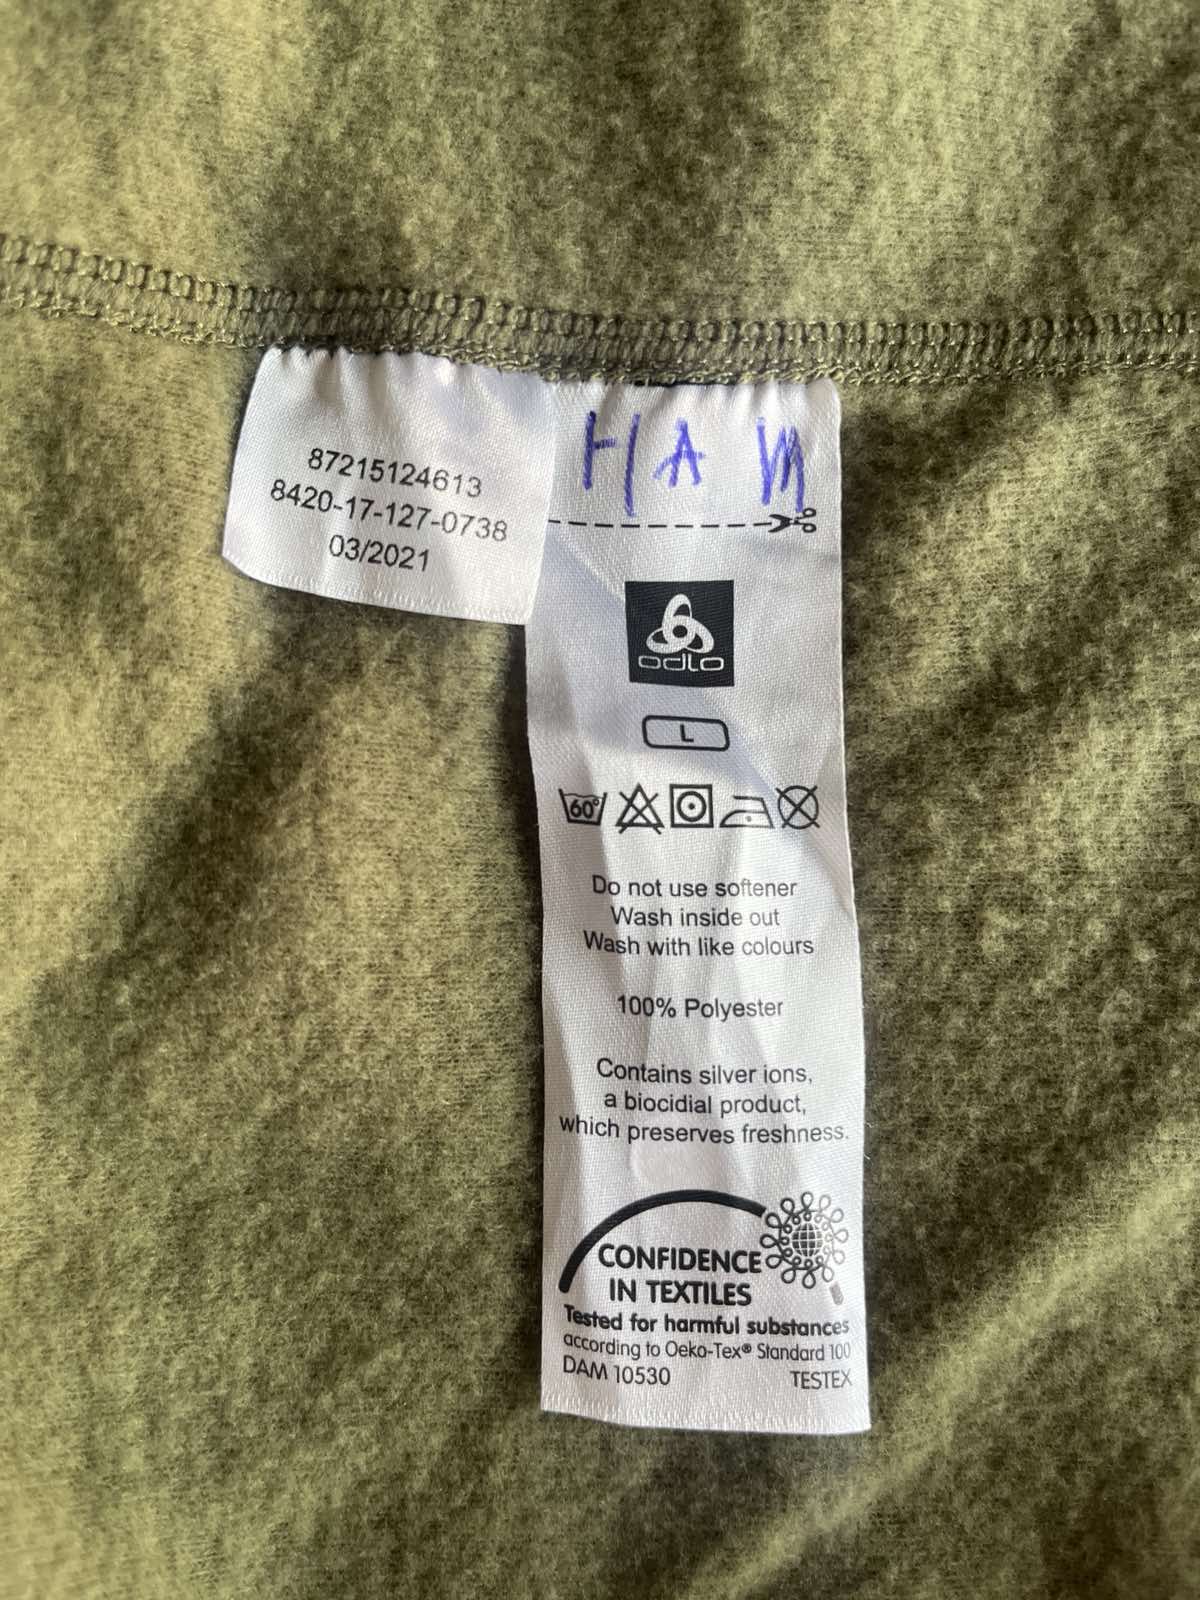 87215124613
8420-17-127-0738
03/2021
HAM
odlo
L
60°
Do not use softener
Wash inside out
Wash with like colours
100% Polyester
Contains silver ions,
a biocidial product,
which preserves freshness.
CONFIDENCE
IN TEXTILES
Tested for harmful substances
according to Oeko-Tex® Standard 100
DAM 10530 TESTEX